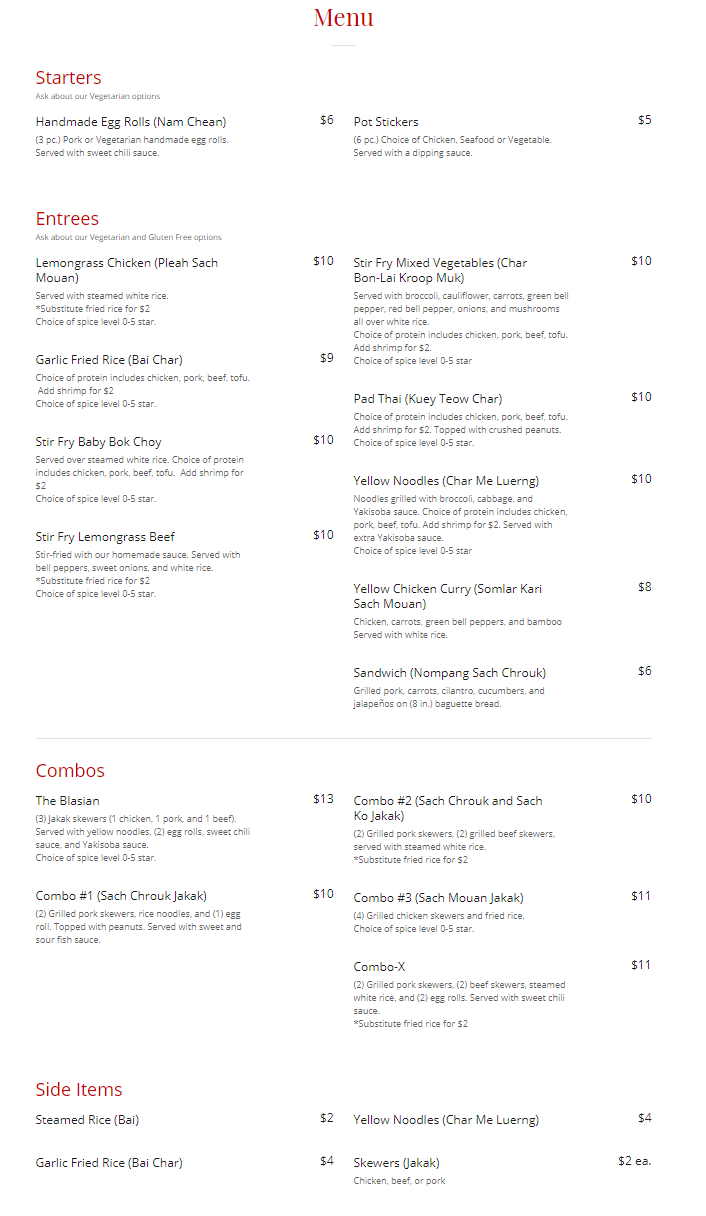 Menu
Starters
Ask about our Vegetarian options
Handmade Egg Rolls (Nam Chean) $6
(3 pc.) Pork or Vegetarian handmade egg rolls.
Served with sweet chili sauce.
Pot Stickers $5
(6 pc.) Choice of Chicken, Seafood or Vegetable.
Served with a dipping sauce.
Entrees
Ask about our Vegetarian and Gluten Free options
Lemongrass Chicken (Pleah Sach $10
Mouan)
Served with steamed white rice.
*Substitute fried rice for $2
Choice of spice level 0-5 star.
Garlic Fried Rice (Bai Char) $9
Choice of protein includes chicken, pork, beef, tofu.
Add shrimp for $2
Choice of spice level 0-5 star.
Stir Fry Baby Bok Choy $10
Served over steamed white rice. Choice of protein
includes chicken, pork, beef, tofu. Add shrimp for
$2
Choice of spice level 0-5 star.
Stir Fry Lemongrass Beef $10
Stir-fried with our homemade sauce. Served with
bell peppers, sweet onions, and white rice.
*Substitute fried rice for $2
Choice of spice level 0-5 star.
Stir Fry Mixed Vegetables (Char $10
Bon-Lai Kroop Muk)
Served with broccoli, cauliflower, carrots, green bell
pepper, red bell pepper, onions, and mushrooms
all over white rice.
Choice of protein includes chicken, pork, beef, tofu.
Add shrimp for $2.
Choice of spice level 0-5 star
Pad Thai (Kuey Teow Char) $10
Choice of protein includes chicken, pork, beef, tofu.
Add shrimp for $2. Topped with crushed peanuts.
Choice of spice level 0-5 star.
Yellow Noodles (Char Me Luerng) $10
Noodles grilled with broccoli, cabbage, and
Yakisoba sauce. Choice of protein includes chicken,
pork, beef, tofu. Add shrimp for $2. Served with
extra Yakisoba sauce.
Choice of spice level 0-5 star
Yellow Chicken Curry (Somlar Kari $8
Sach Mouan)
Chicken, carrots, green bell peppers, and bamboo
Served with white rice.
Sandwich (Nompang Sach Chrouk) $6
Grilled pork, carrots, cilantro, cucumbers, and
jalapeños on (8 in.) baguette bread.
Combos
The Blasian $13
(3) Jakak skewers (1 chicken, 1 pork, and 1 beef).
Served with yellow noodles, (2) egg rolls, sweet chili
sauce, and Yakisoba sauce.
Choice of spice level 0-5 star.
Combo #1 (Sach Chrouk Jakak) $10
(2) Grilled pork skewers, rice noodles, and (1) egg
roll. Topped with peanuts. Served with sweet and
sour fish sauce.
Combo #2 (Sach Chrouk and Sach $10
Ko Jakak)
(2) Grilled pork skewers, (2) grilled beef skewers,
served with steamed white rice.
*Substitute fried rice for $2
Combo #3 (Sach Mouan Jakak) $11
(4) Grilled chicken skewers and fried rice.
Choice of spice level 0-5 star.
Combo-X $11
(2) Grilled pork skewers, (2) beef skewers, steamed
white rice, and (2) egg rolls. Served with sweet chili
sauce.
*Substitute fried rice for $2
Side Items
Steamed Rice (Bai) $2
Yellow Noodles (Char Me Luerng) $4
Garlic Fried Rice (Bai Char) $4
Skewers (Jakak) $2 ea.
Chicken, beef, or pork